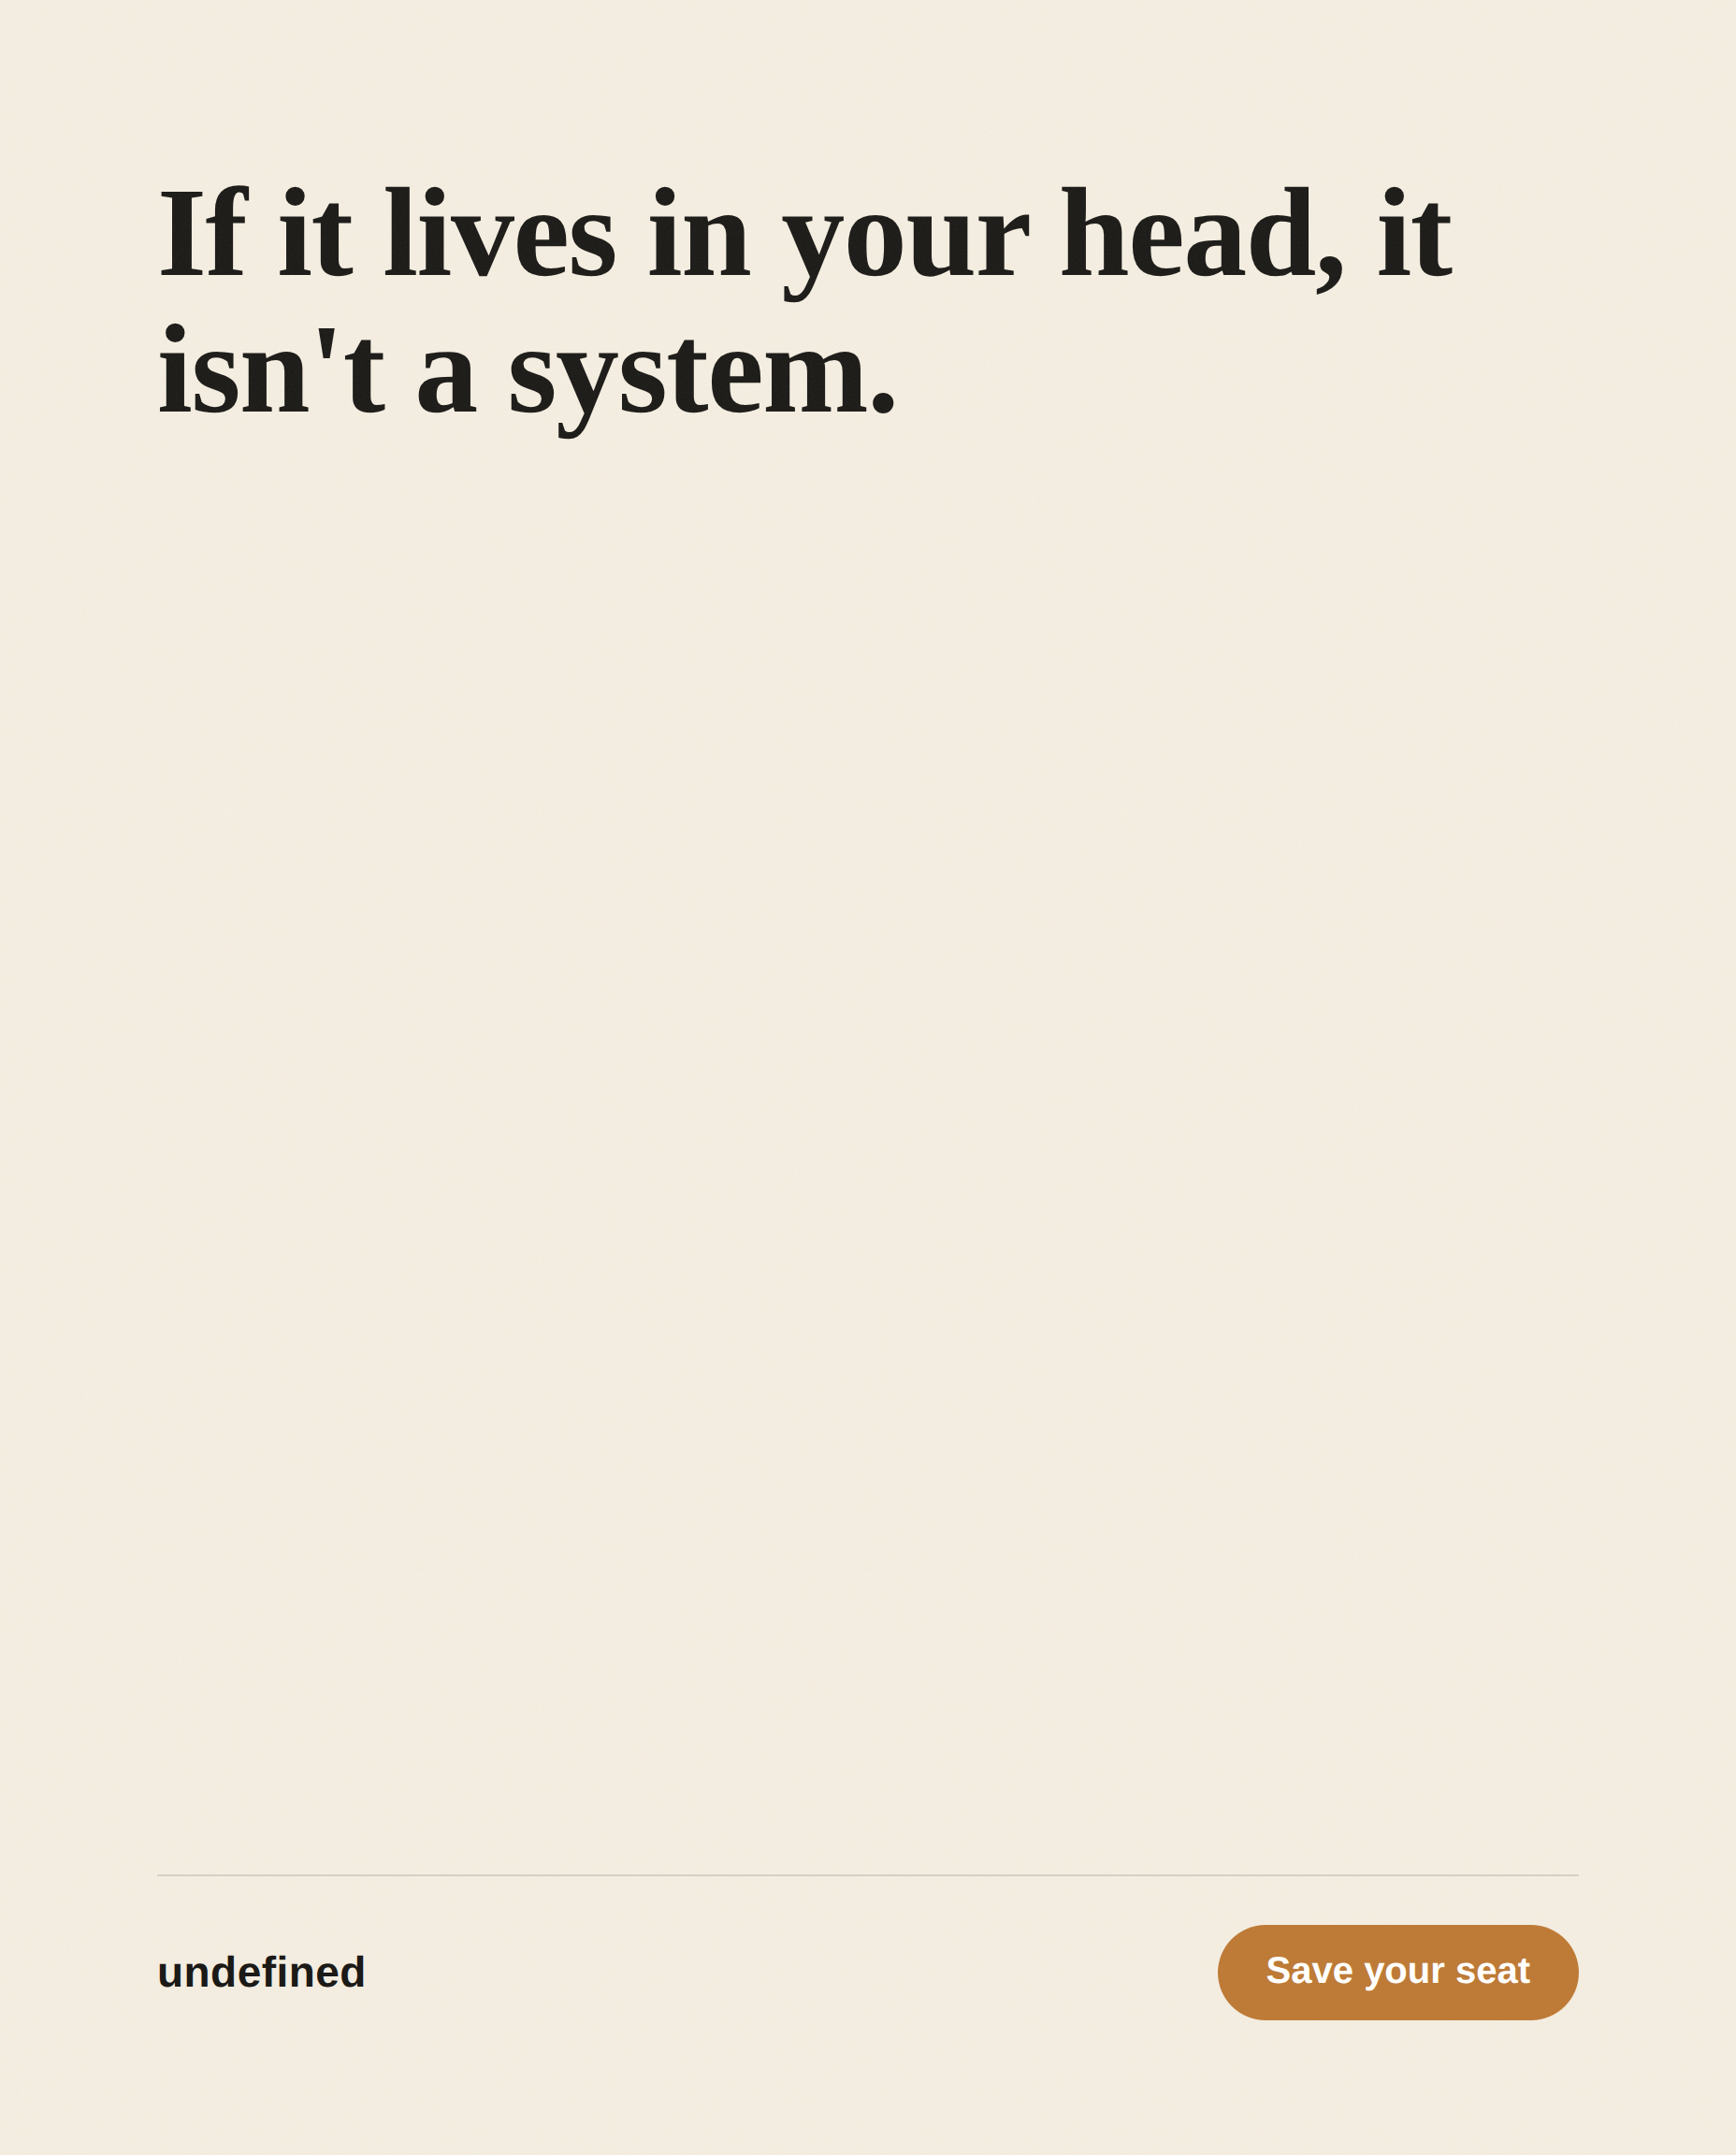 If it lives in your head, it
isn't a system.
undefined
Save your seat